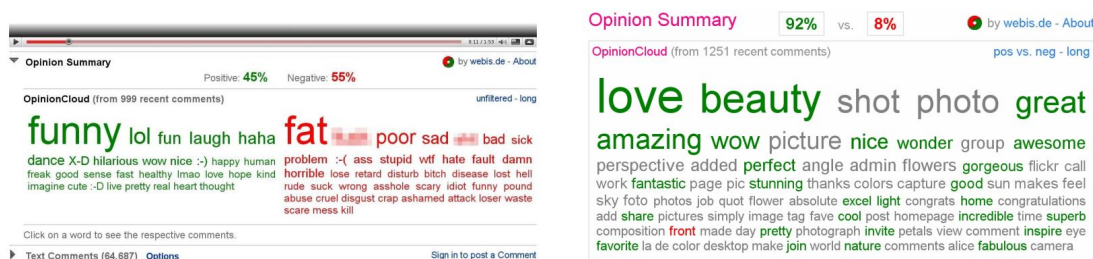 0:11 / 1:53
Opinion Summary
by webis.de - About
Positive: 45% Negative: 55%
OpinionCloud (from 999 recent comments)
unfiltered - long
funny lol fun laugh haha
dance X-D hilarious wow nice :-) happy human
freak good sense fast healthy lmao love hope kind
imagine cute :-D live pretty real heart thought
fat poor sad bad sick
problem :-( ass stupid wtf hate fault damn
horrible lose retard disturb bitch disease lost hell
rude suck wrong asshole scary idiot funny pound
abuse cruel disgust crap ashamed attack loser waste
scare mess kill
Click on a word to see the respective comments.
Text Comments (64,687) Options
Sign in to post a Comment
Opinion Summary 92% vs. 8%
by webis.de - About
OpinionCloud (from 1251 recent comments)
pos vs. neg - long
love beauty shot photo great
amazing wow picture nice wonder group awesome
perspective added perfect angle admin flowers gorgeous flickr call
work fantastic page pic stunning thanks colors capture good sun makes feel
sky foto photos job quot flower absolute excel light congrats home congratulations
add share pictures simply image tag fave cool post homepage incredible time superb
composition front made day pretty photograph invite petals view comment inspire eye
favorite la de color desktop make join world nature comments alice fabulous camera